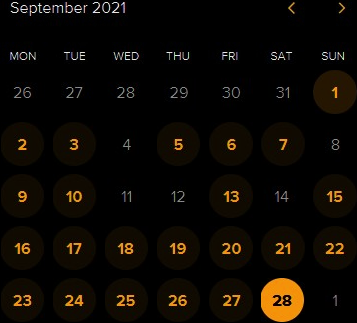 September 2021
MON TUE WED THU FRI SAT SUN
26 27 28 29 30 31 1
2 3 4 5 6 7 8
9 10 11 12 13 14 15
16 17 18 19 20 21 22
23 24 25 26 27 28 1